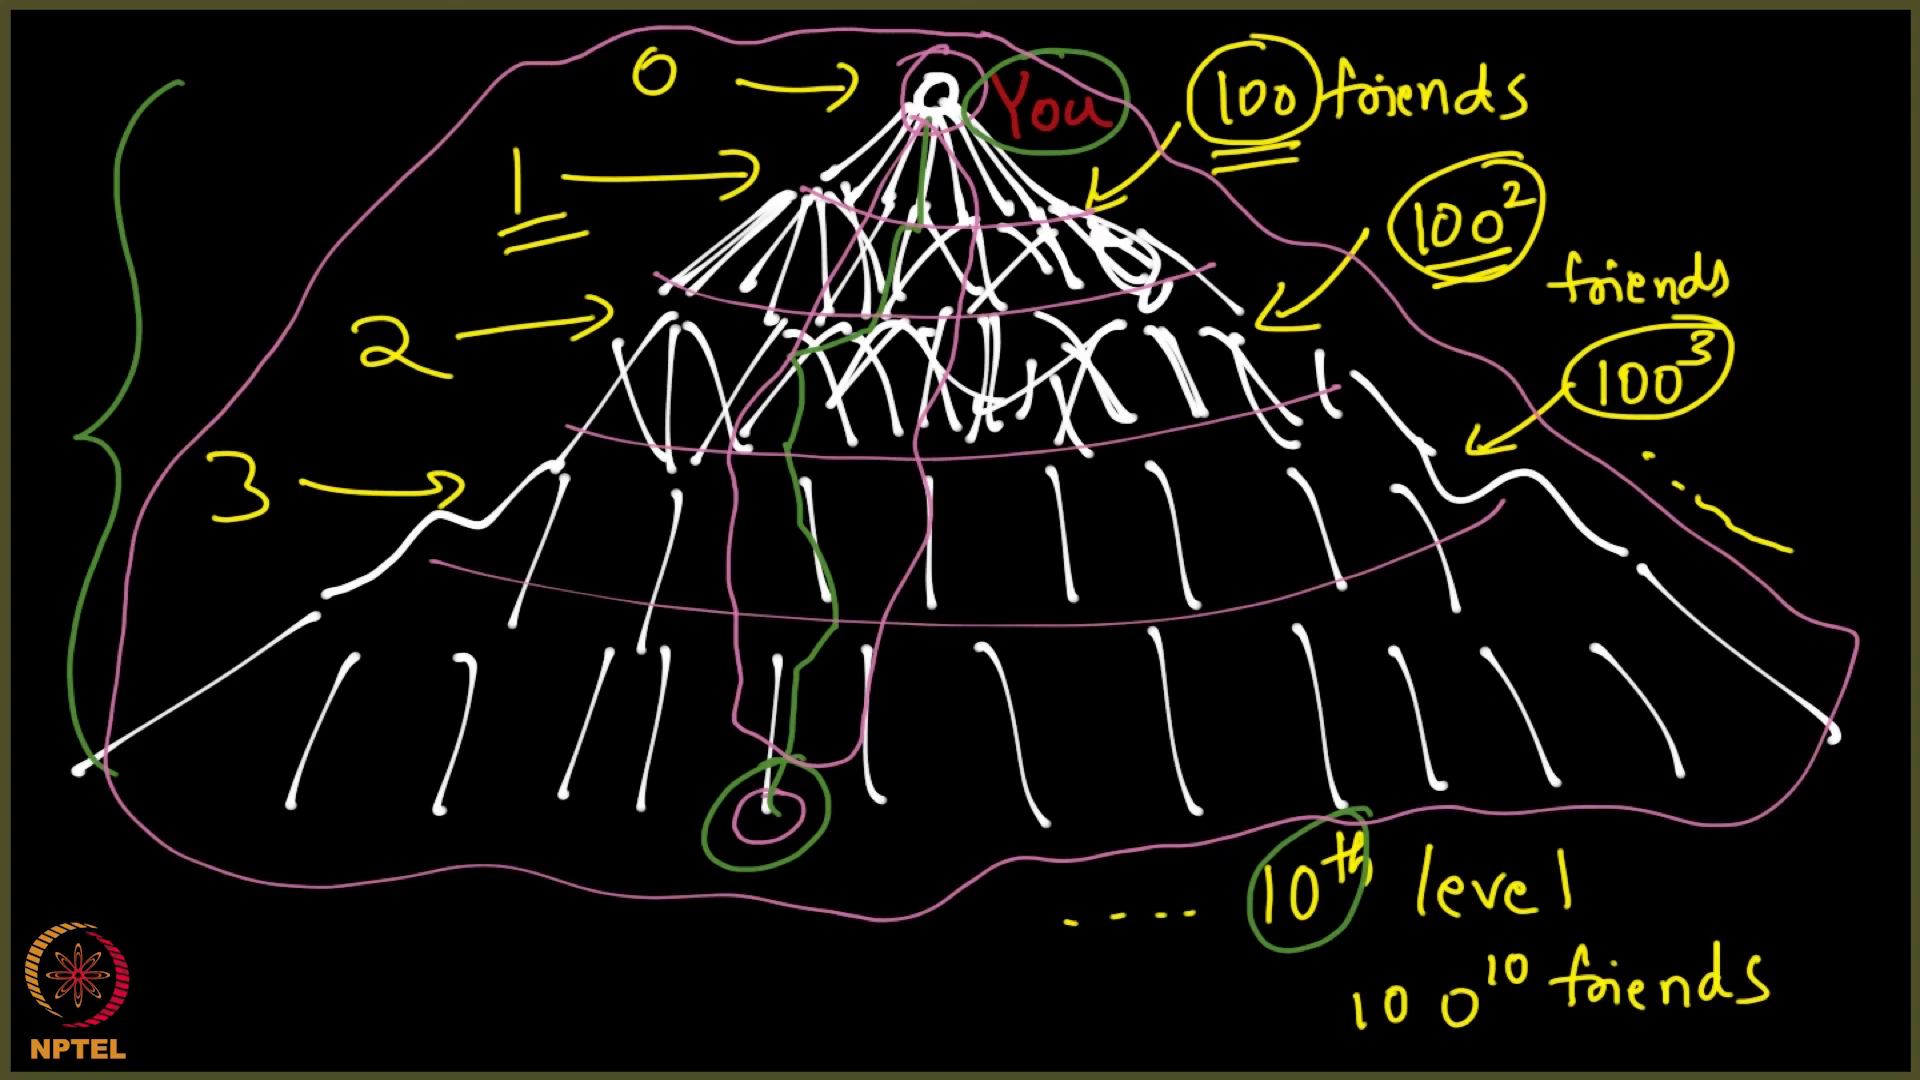 0 → You 100 friends
1 → 100²
friends
2 → 100³
3 →
10th level
100¹⁰ friends
NPTEL